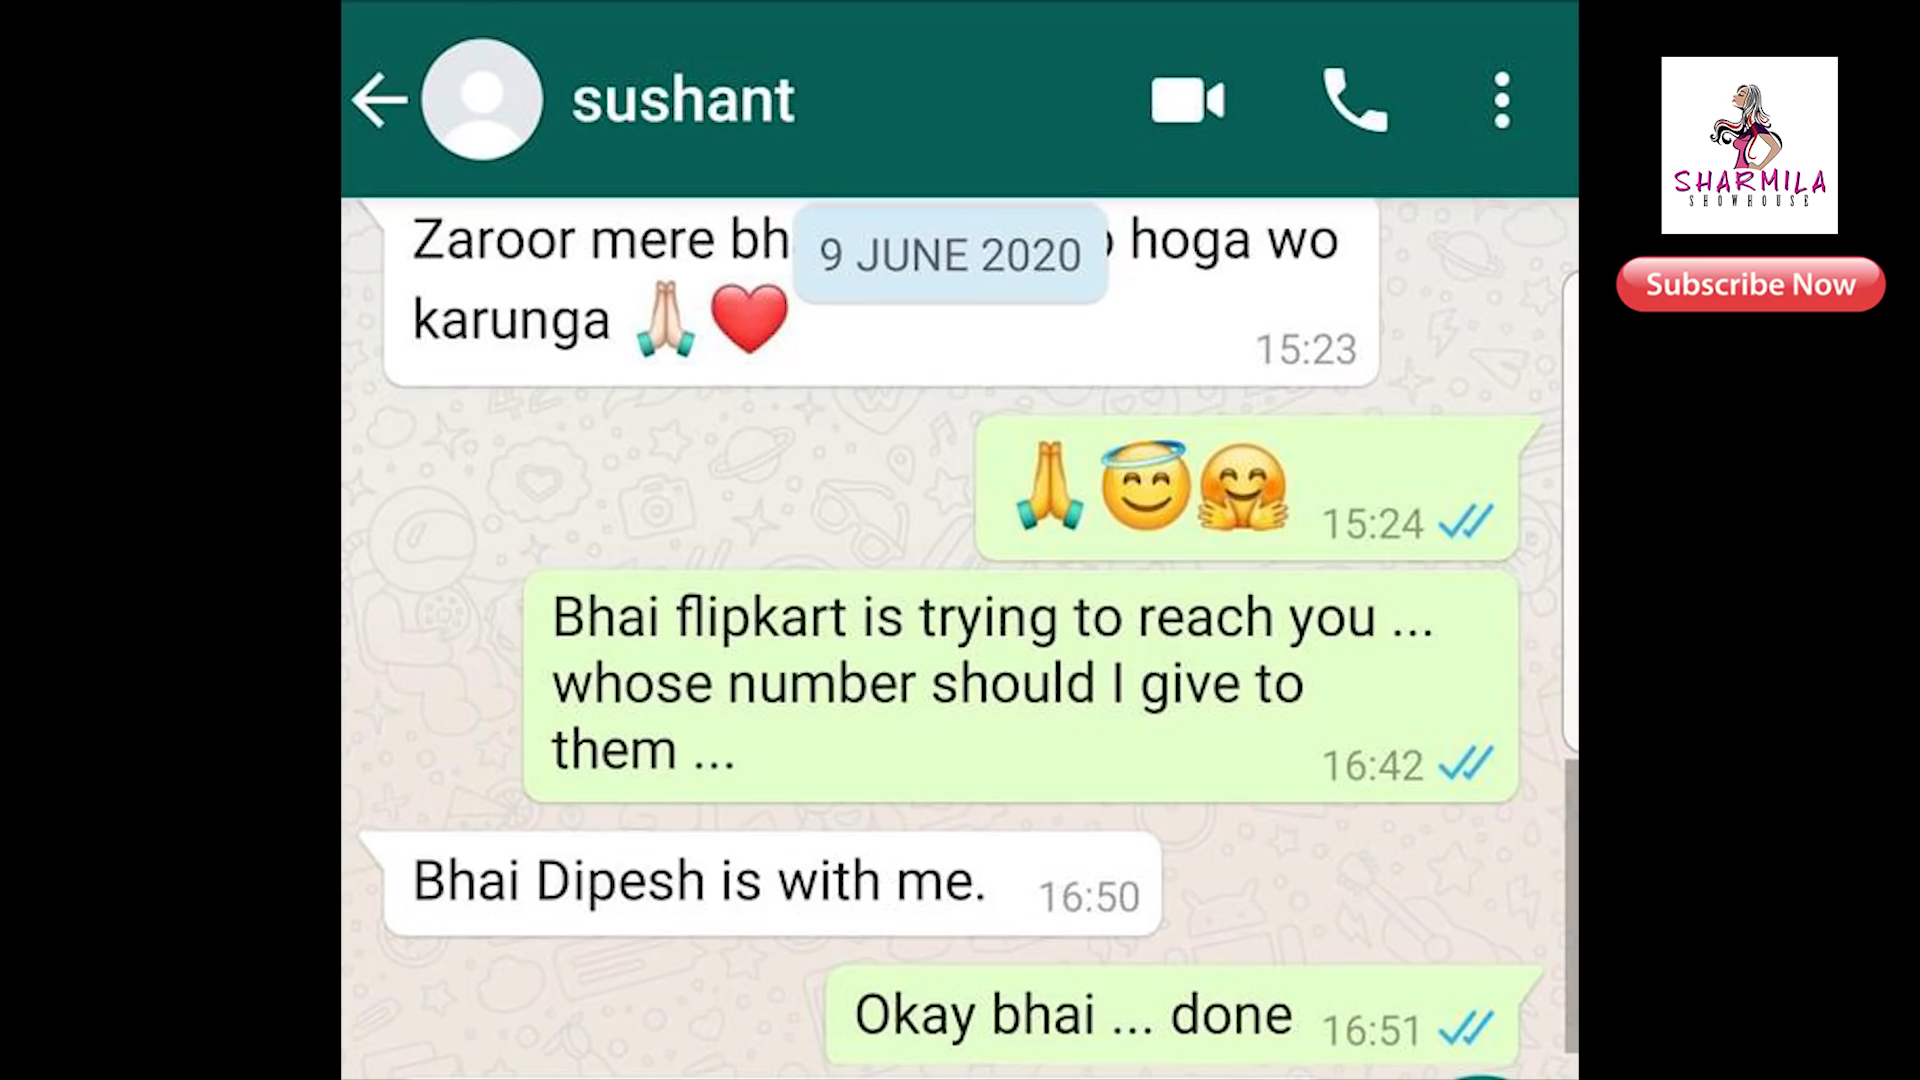 sushant
SHARMILA
SHOWHOUSE
Subscribe Now
9 JUNE 2020
Zaroor mere hoga wo
karunga 🙏🏻❤️
15:23
🙏😇🤗 15:24
Bhai flipkart is trying to reach you ...
whose number should I give to
them ... 16:42
Bhai Dipesh is with me. 16:50
Okay bhai ... done 16:51